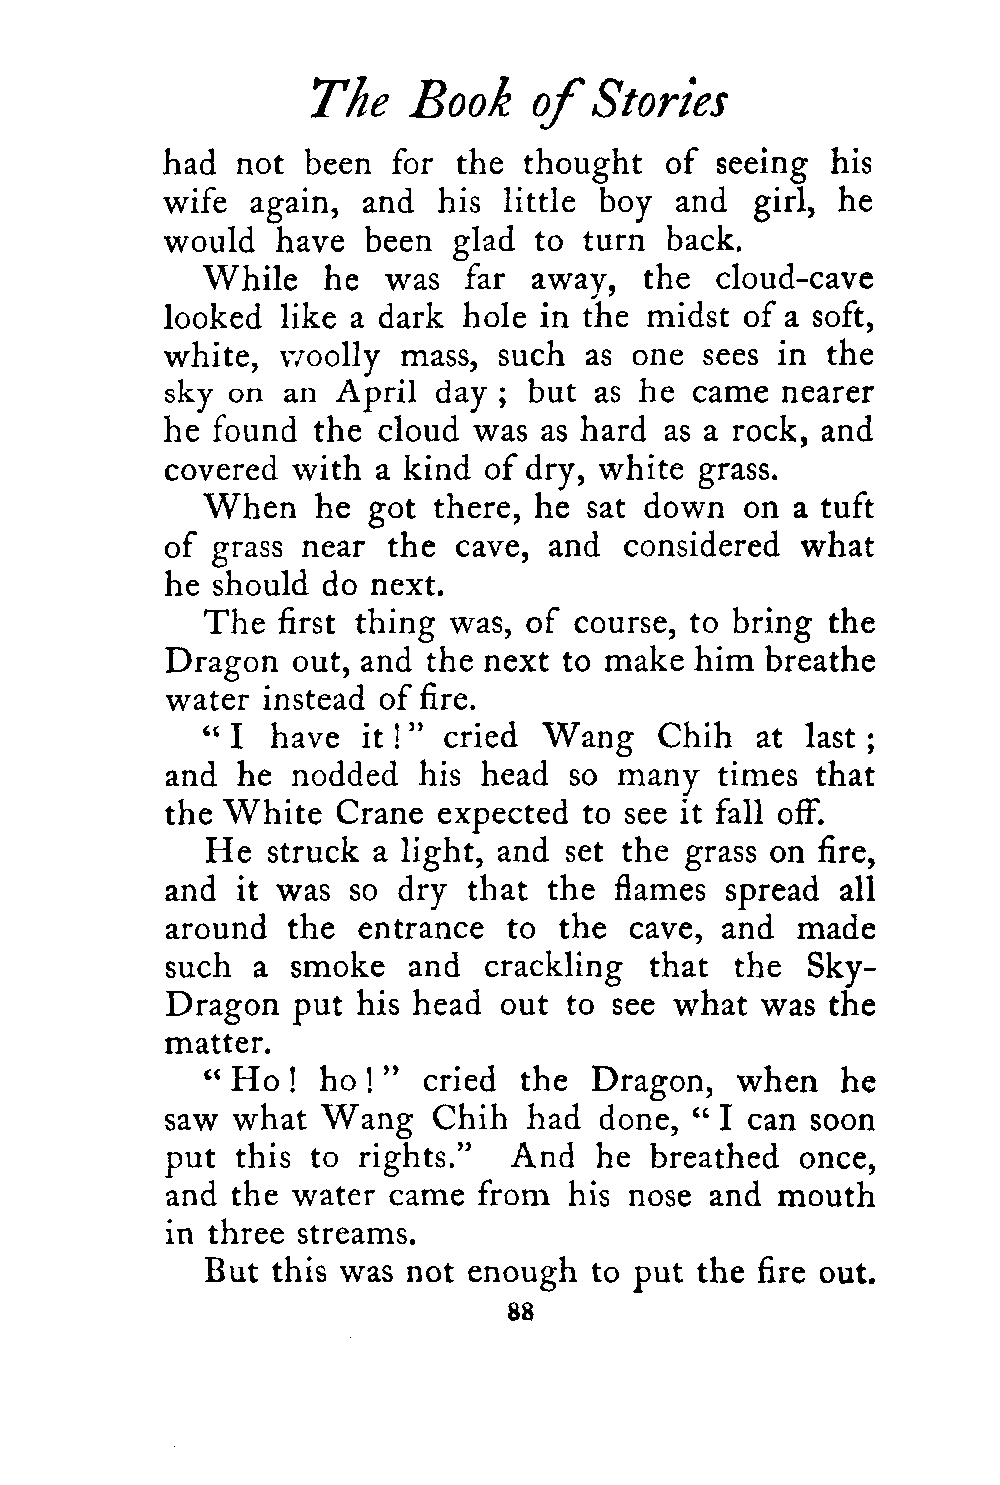 The Book of Stories
had not been for the thought of seeing his
wife again, and his little boy and girl, he
would have been glad to turn back.
While he was far away, the cloud-cave
looked like a dark hole in the midst of a soft,
white, woolly mass, such as one sees in the
sky on an April day ; but as he came nearer
he found the cloud was as hard as a rock, and
covered with a kind of dry, white grass.
When he got there, he sat down on a tuft
of grass near the cave, and considered what
he should do next.
The first thing was, of course, to bring the
Dragon out, and the next to make him breathe
water instead of fire.
“ I have it ! ” cried Wang Chih at last ;
and he nodded his head so many times that
the White Crane expected to see it fall off.
He struck a light, and set the grass on fire,
and it was so dry that the flames spread all
around the entrance to the cave, and made
such a smoke and crackling that the Sky-
Dragon put his head out to see what was the
matter.
“ Ho ! ho ! ” cried the Dragon, when he
saw what Wang Chih had done, “ I can soon
put this to rights.” And he breathed once,
and the water came from his nose and mouth
in three streams.
But this was not enough to put the fire out.
88